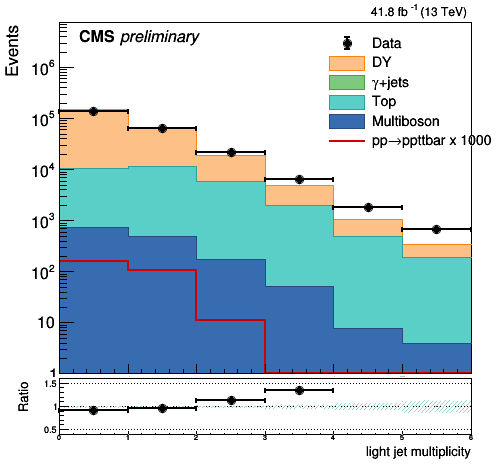 41.8 fb⁻¹ (13 TeV)
CMS preliminary
Events
Data
DY
γ+jets
Top
Multiboson
pp→ppttbar x 1000
10⁶
10⁵
10⁴
10³
10²
10
1
Ratio
1.5
1
0.5
0 1 2 3 4 5 6
light jet multiplicity